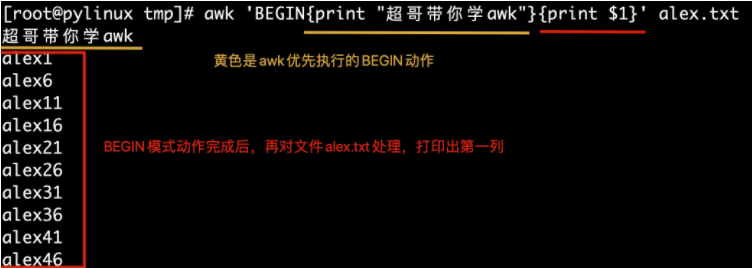 [root@pylinux tmp]# awk 'BEGIN{print "超哥带你学awk"}{print $1}' alex.txt
超哥带你学awk
黄色是awk优先执行的BEGIN动作
alex1
alex6
alex11
alex16
alex21
BEGIN模式动作完成后，再对文件alex.txt处理，打印出第一列
alex26
alex31
alex36
alex41
alex46